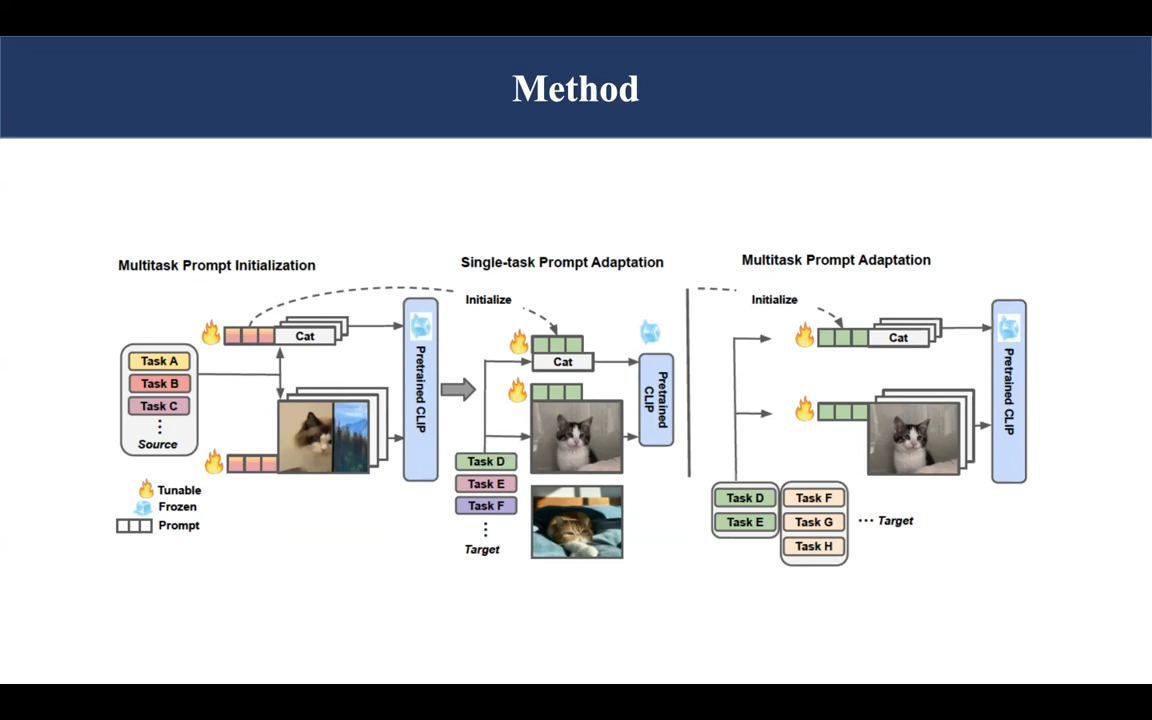 Method
Multitask Prompt Initialization
Cat
Task A
Task B
Task C
Source
Pretrained CLIP
Tunable
Frozen
Prompt
Single-task Prompt Adaptation
Initialize
Cat
Pretrained
CLIP
Task D
Task E
Task F
Target
Multitask Prompt Adaptation
Initialize
Cat
Pretrained CLIP
Task D
Task E
Task F
Task G
Task H
··· Target